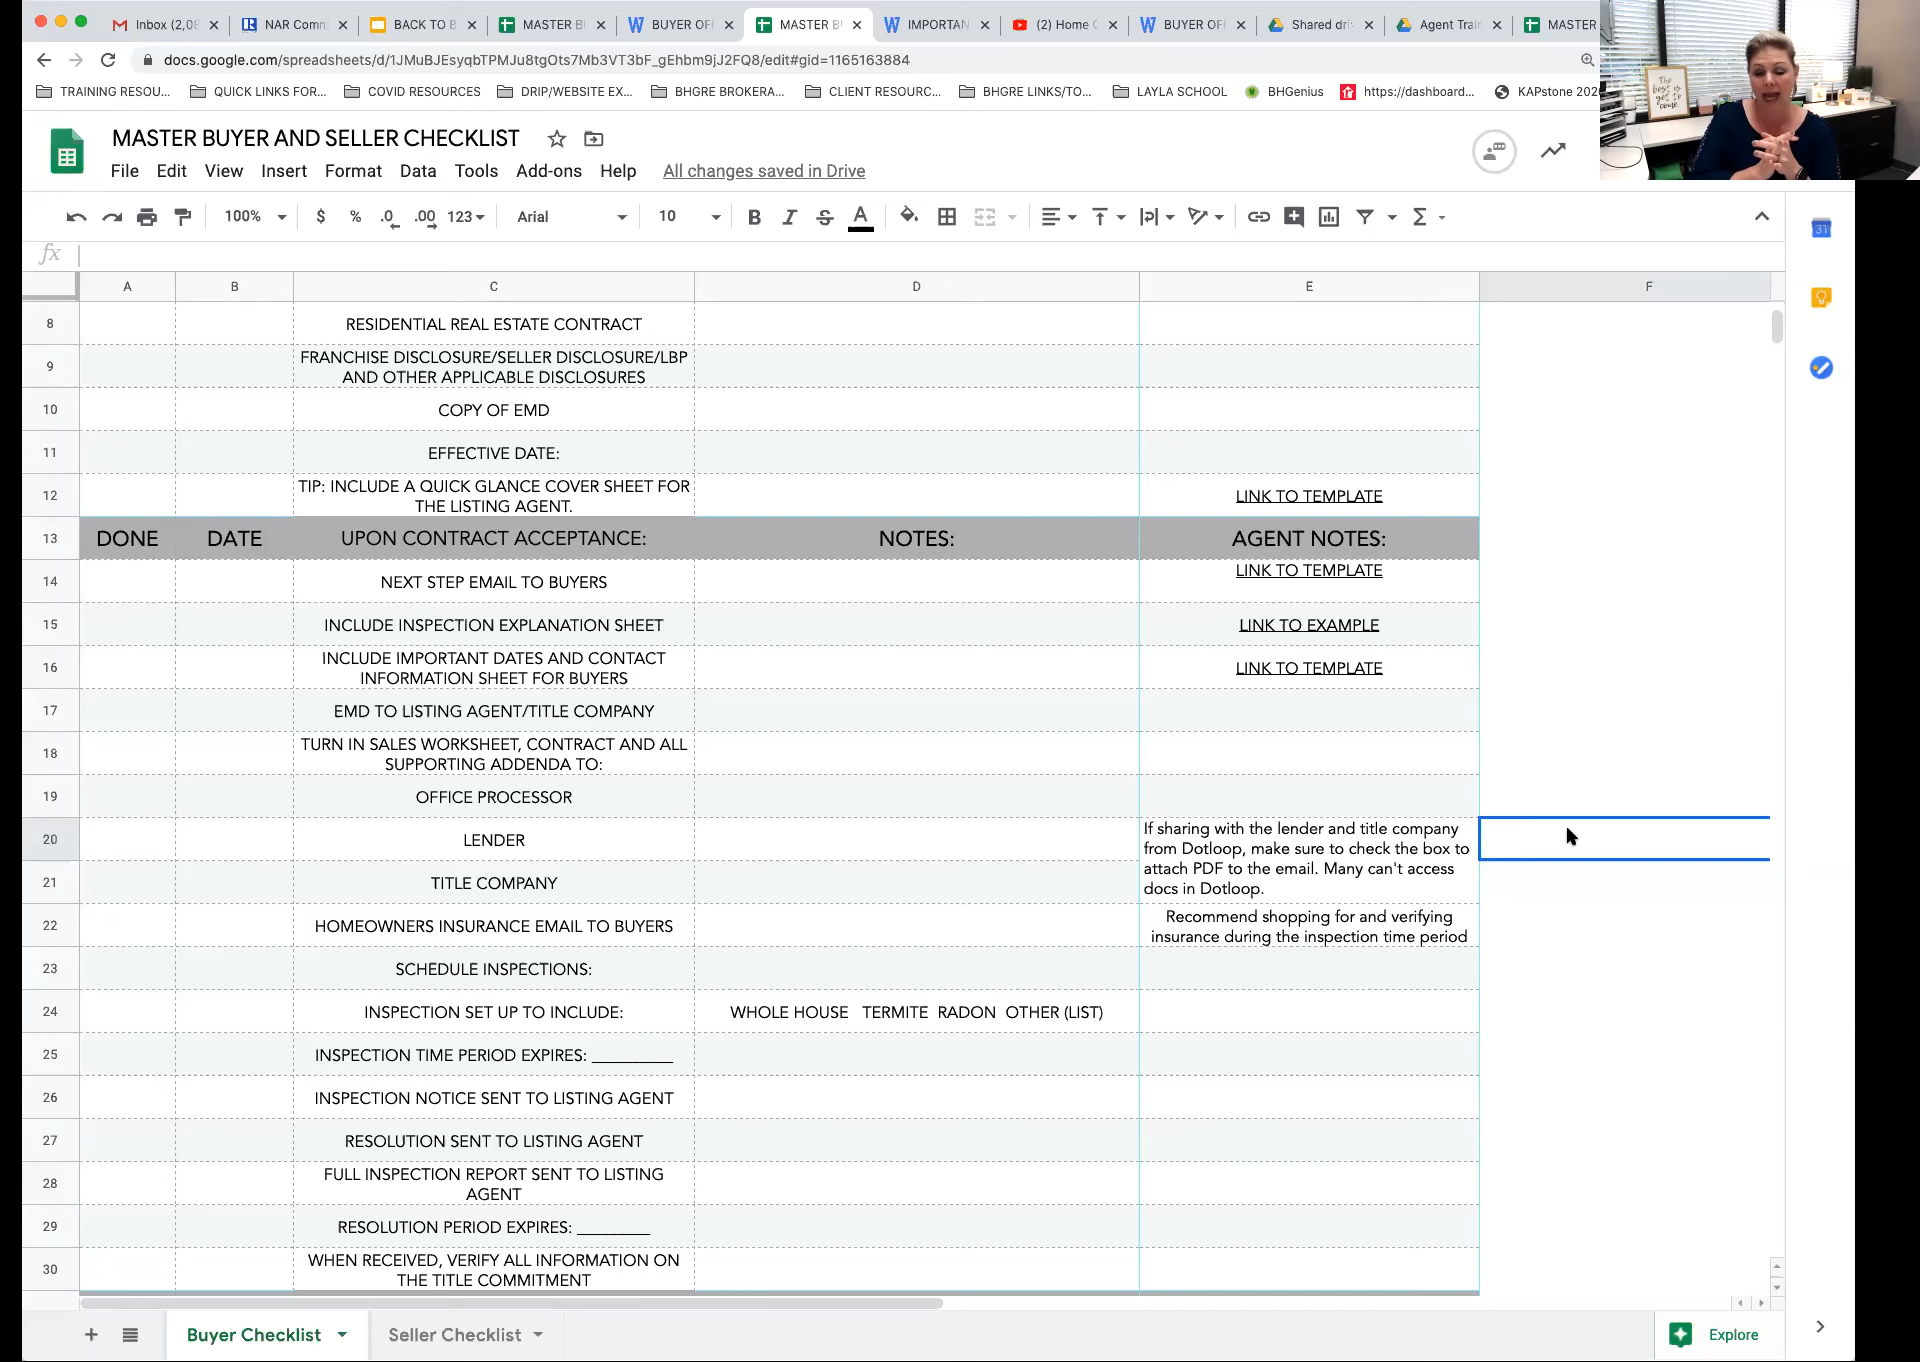 Inbox (2,08
NAR Comn
BACK TO B
MASTER B
BUYER OFF
MASTER B
IMPORTAN
(2) Home
BUYER OFF
Shared dri
Agent Trai
MASTER
docs.google.com/spreadsheets/d/1JMuBJEsyqbTPMJu8tgOts7Mb3VT3bF_gEhbm9jJ2FQ8/edit#gid=1165163884
TRAINING RESOU...
QUICK LINKS FOR...
COVID RESOURCES
DRIP/WEBSITE EX...
BHGRE BROKERA...
CLIENT RESOURC...
BHGRE LINKS/TO...
LAYLA SCHOOL
BHGenius
https://dashboard...
KAPstone 202
The best is yet to come
MASTER BUYER AND SELLER CHECKLIST
File Edit View Insert Format Data Tools Add-ons Help All changes saved in Drive
100% $ % .0 .00 123 Arial 10 B I S A
31
fx
A B C D E F
8 RESIDENTIAL REAL ESTATE CONTRACT
9 FRANCHISE DISCLOSURE/SELLER DISCLOSURE/LBP
AND OTHER APPLICABLE DISCLOSURES
10 COPY OF EMD
11 EFFECTIVE DATE:
12 TIP: INCLUDE A QUICK GLANCE COVER SHEET FOR
THE LISTING AGENT.
LINK TO TEMPLATE
13 DONE DATE UPON CONTRACT ACCEPTANCE: NOTES: AGENT NOTES:
14 NEXT STEP EMAIL TO BUYERS LINK TO TEMPLATE
15 INCLUDE INSPECTION EXPLANATION SHEET LINK TO EXAMPLE
16 INCLUDE IMPORTANT DATES AND CONTACT
INFORMATION SHEET FOR BUYERS
LINK TO TEMPLATE
17 EMD TO LISTING AGENT/TITLE COMPANY
18 TURN IN SALES WORKSHEET, CONTRACT AND ALL
SUPPORTING ADDENDA TO:
19 OFFICE PROCESSOR
20 LENDER
If sharing with the lender and title company
from Dotloop, make sure to check the box to
attach PDF to the email. Many can't access
docs in Dotloop.
21 TITLE COMPANY
22 HOMEOWNERS INSURANCE EMAIL TO BUYERS
Recommend shopping for and verifying
insurance during the inspection time period
23 SCHEDULE INSPECTIONS:
24 INSPECTION SET UP TO INCLUDE: WHOLE HOUSE TERMITE RADON OTHER (LIST)
25 INSPECTION TIME PERIOD EXPIRES: __________
26 INSPECTION NOTICE SENT TO LISTING AGENT
27 RESOLUTION SENT TO LISTING AGENT
28 FULL INSPECTION REPORT SENT TO LISTING
AGENT
29 RESOLUTION PERIOD EXPIRES: _________
30 WHEN RECEIVED, VERIFY ALL INFORMATION ON
THE TITLE COMMITMENT
Buyer Checklist
Seller Checklist
Explore